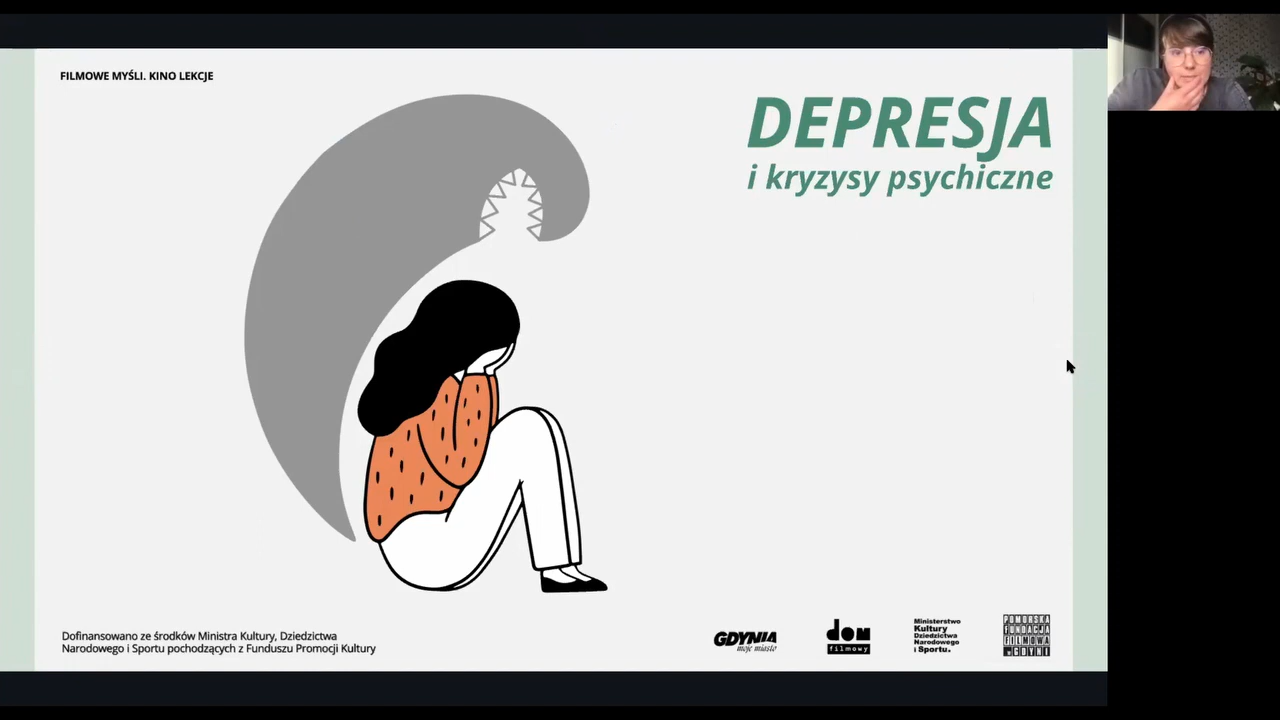 FILMOWE MYŚLI. KINO LEKCJE
DEPRESJA
i kryzysy psychiczne
Dofinansowano ze środków Ministra Kultury, Dziedzictwa
Narodowego i Sportu pochodzących z Funduszu Promocji Kultury
GDYNIA
moje miasto
dom
filmowy
Ministerstwo
Kultury
Dziedzictwa
Narodowego
i Sportu.
POMORSKA
FUNDACJA
FILMOWA
w GDYNI